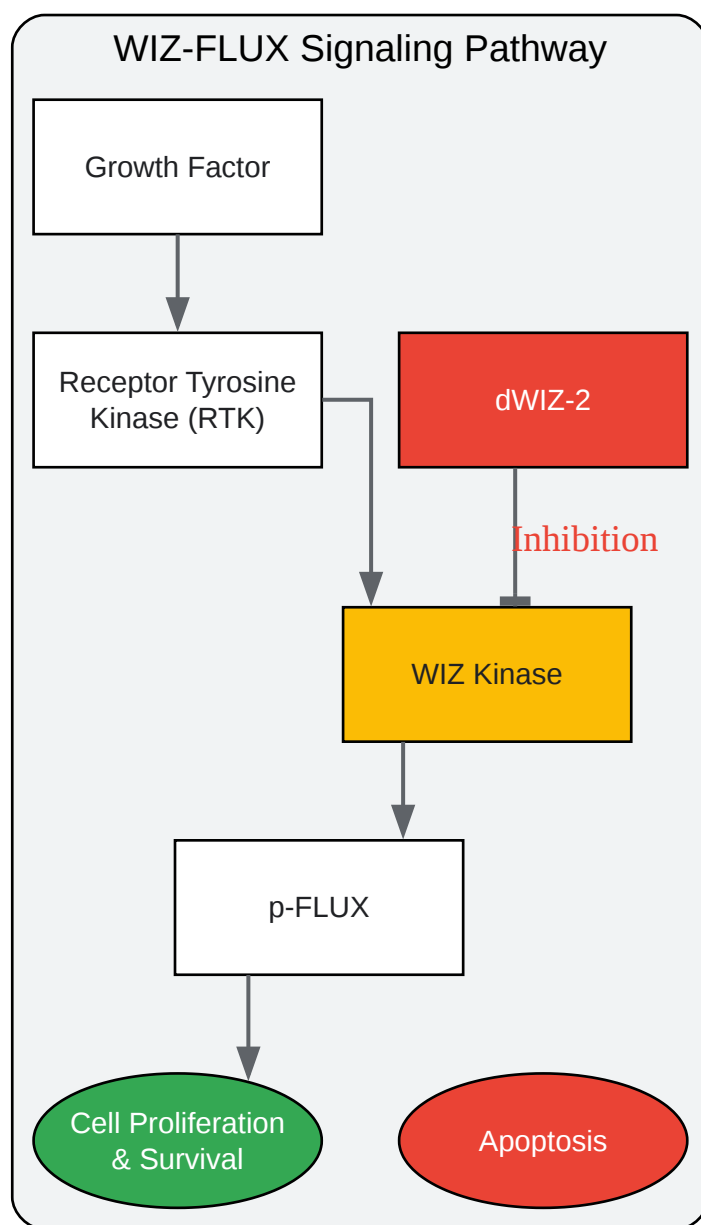 WIZ-FLUX Signaling Pathway
Growth Factor
Receptor Tyrosine
Kinase (RTK)
dWIZ-2
Inhibition
WIZ Kinase
p-FLUX
Cell Proliferation
& Survival
Apoptosis